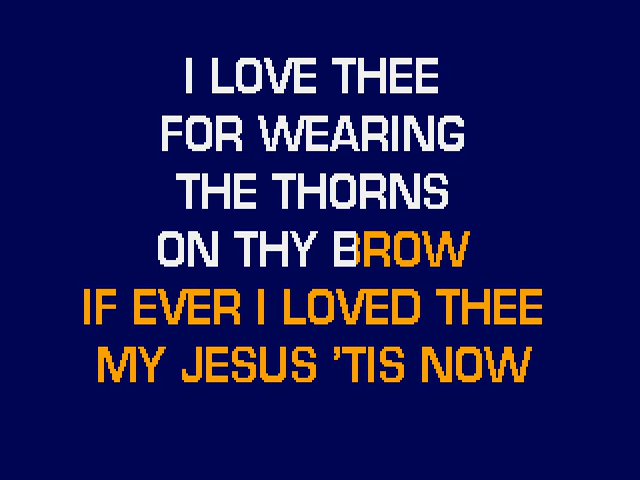 I LOVE THEE
FOR WEARING
THE THORNS
ON THY BROW
IF EVER I LOVED THEE
MY JESUS 'TIS NOW